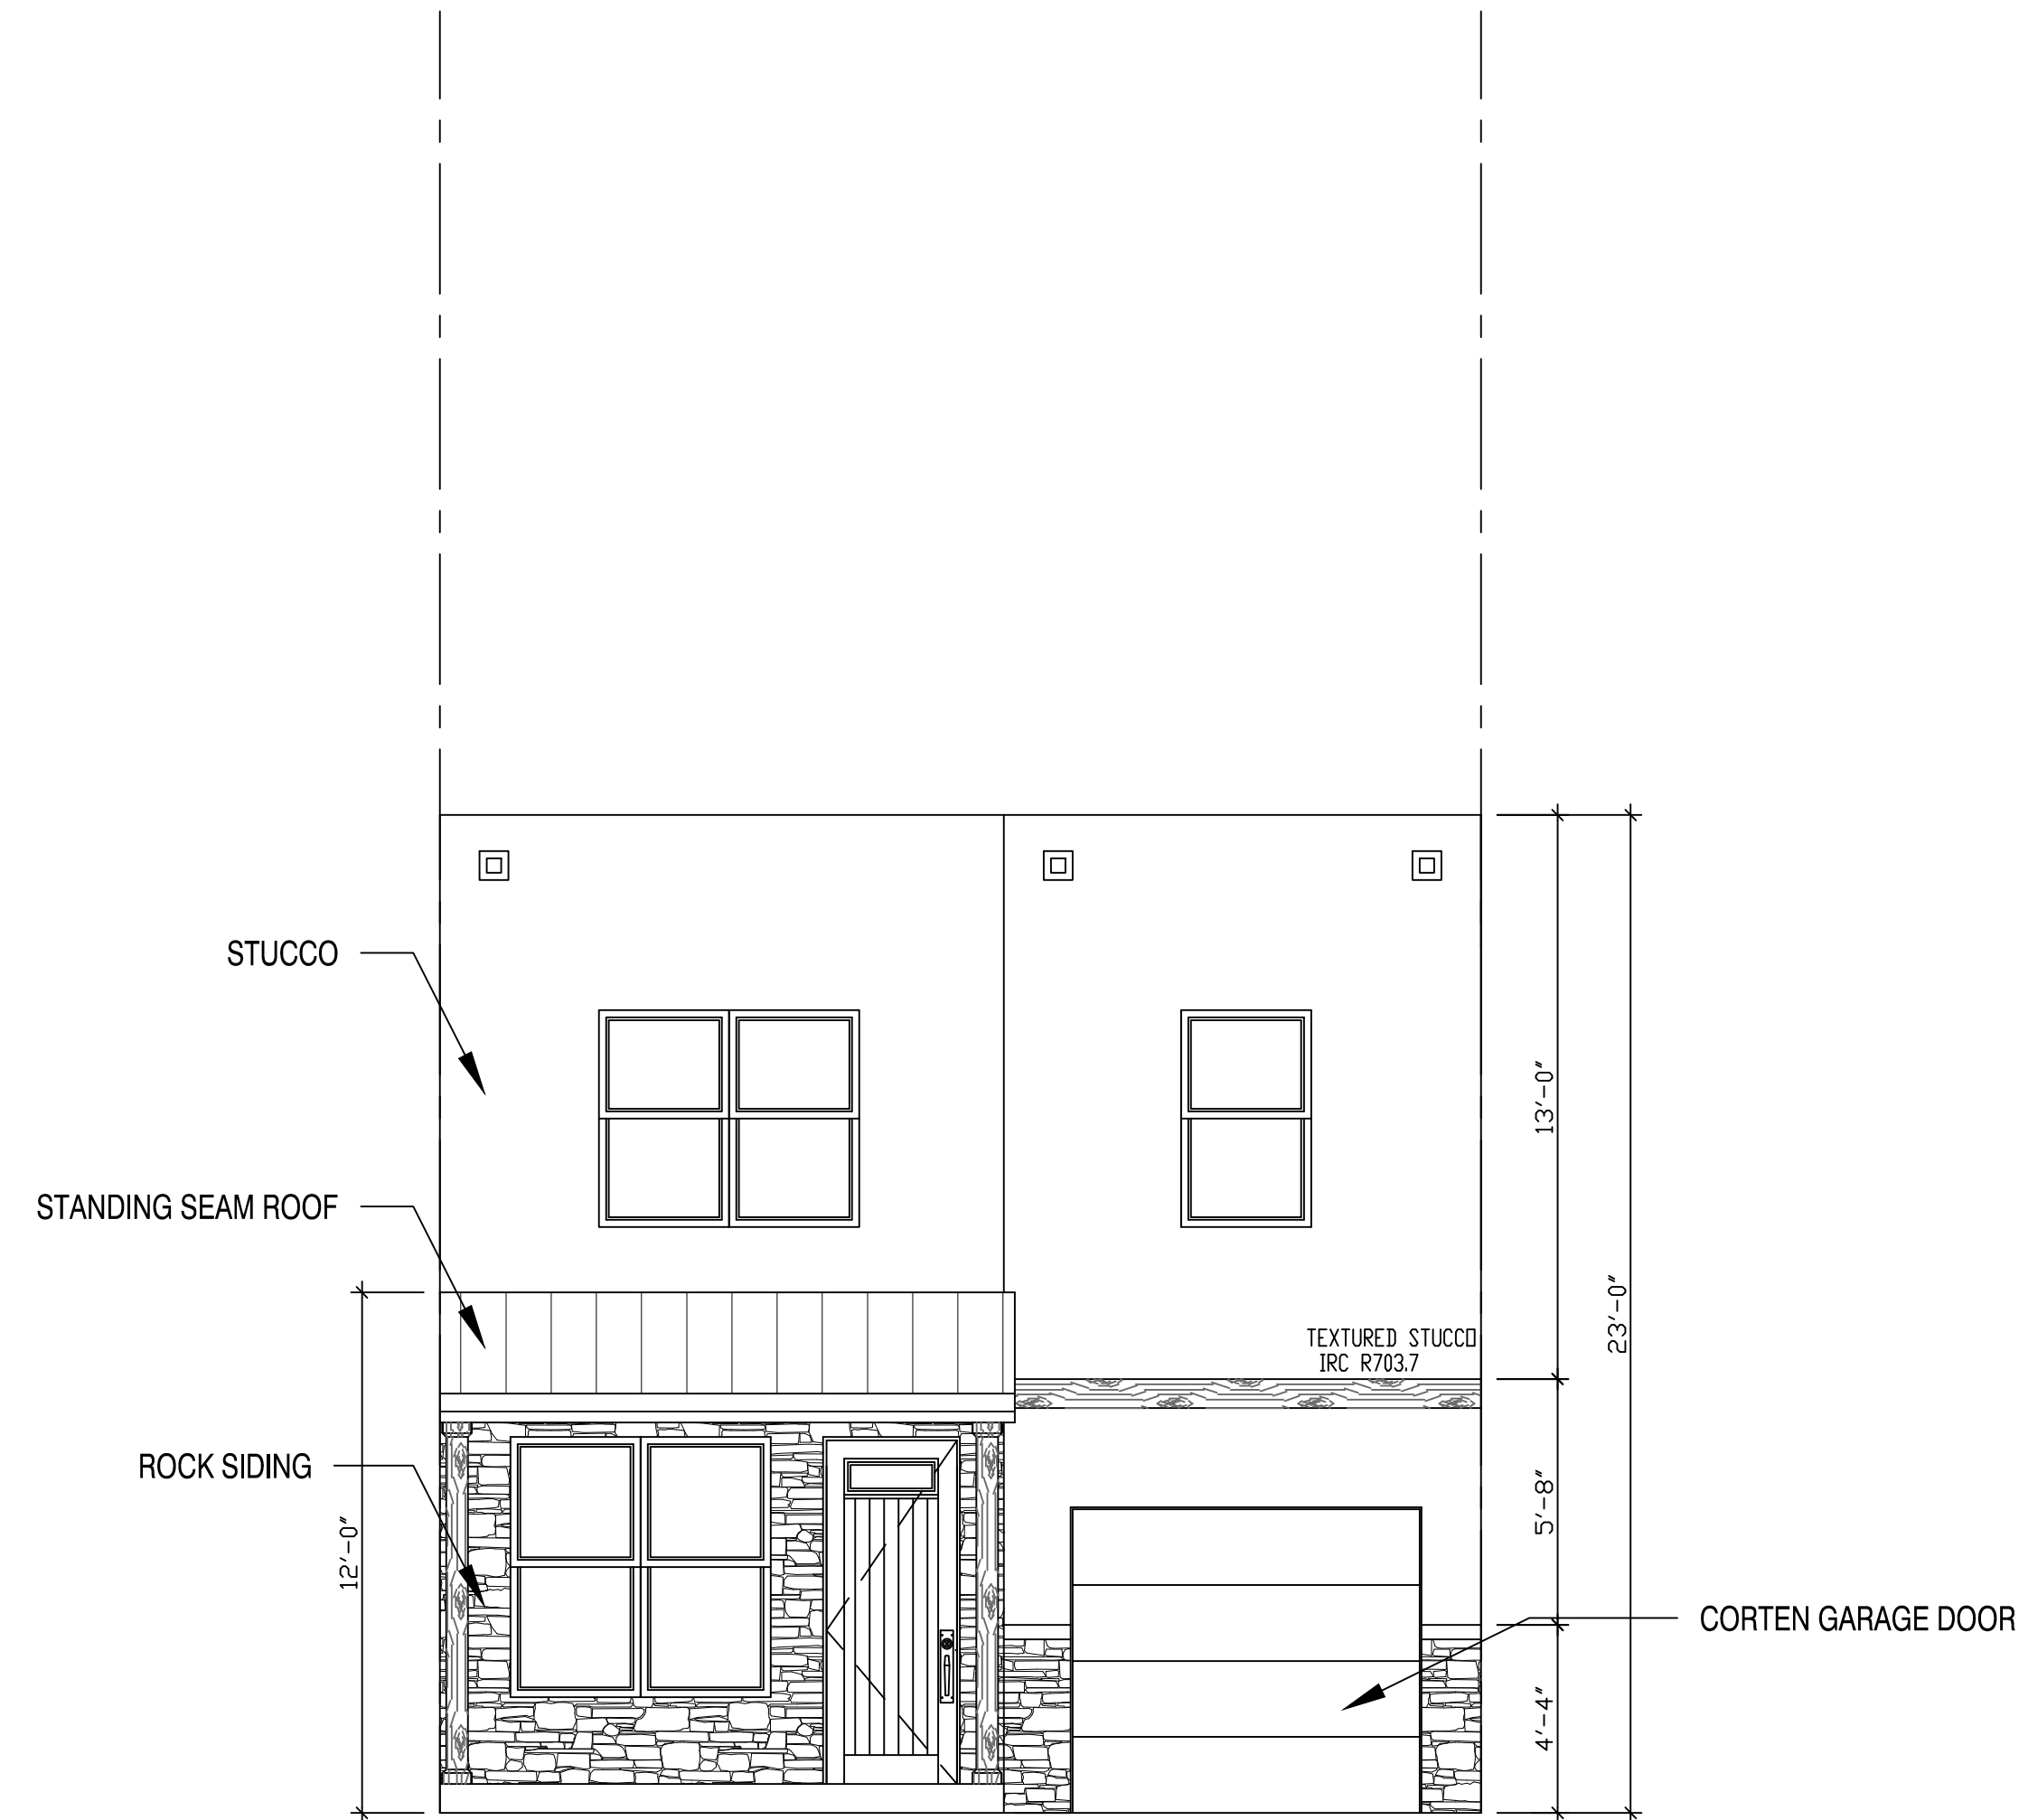 STUCCO
13'-0"
STANDING SEAM ROOF
23'-0"
TEXTURED STUCCO
IRC R703.7
ROCK SIDING
12'-0"
5'-8"
CORTEN GARAGE DOOR
4'-4"